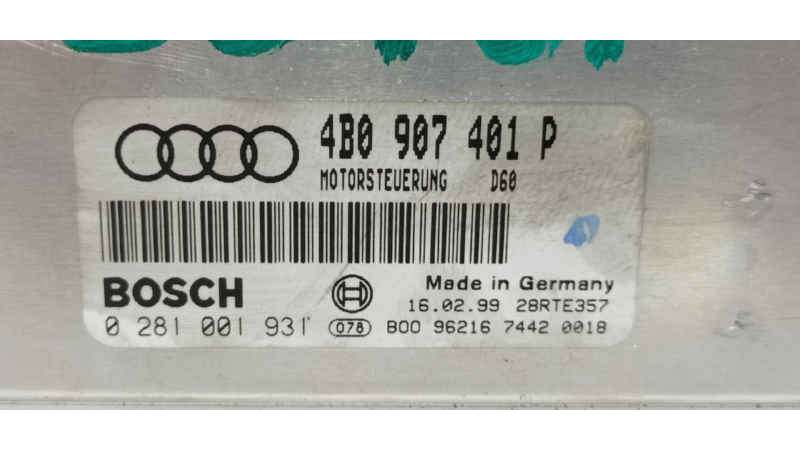 4B0 907 401 P
MOTORSTEUERUNG D60
BOSCH
Made in Germany
16.02.99 28RTE357
0 281 001 931 078 B00 96216 7442 0018